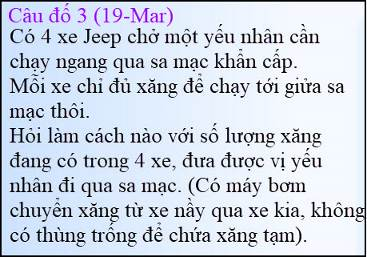 Câu đố 3 (19-Mar)
Có 4 xe Jeep chở một yếu nhân cần
chạy ngang qua sa mạc khẩn cấp.
Mỗi xe chỉ đủ xăng để chạy tới giửa sa
mạc thôi.
Hỏi làm cách nào với số lượng xăng
đang có trong 4 xe, đưa được vị yếu
nhân đi qua sa mạc. (Có máy bơm
chuyển xăng từ xe nầy qua xe kia, không
có thùng trống để chứa xăng tạm).